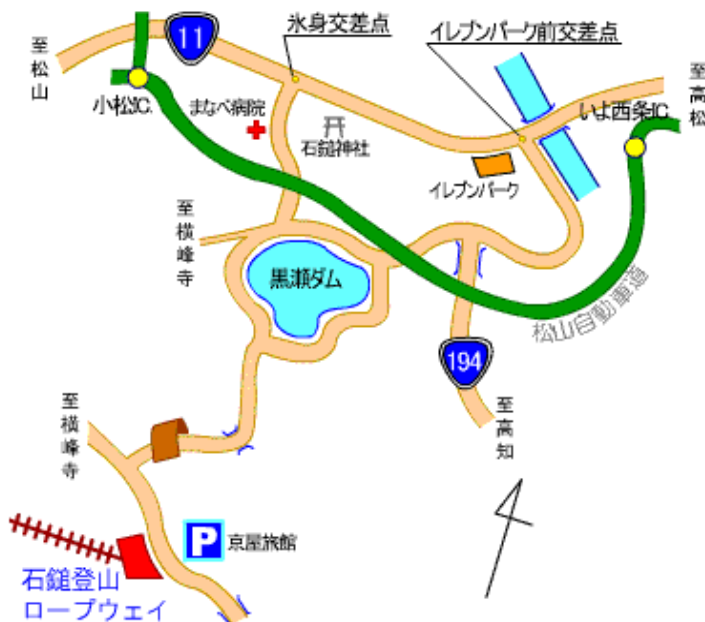 11
氷身交差点
イレブンパーク前交差点
至松山
至高松
小松IC.
まなべ病院
石鎚神社
いよ西条IC
イレブンパーク
至横峰寺
黒瀬ダム
松山自動車道
194
至高知
至横峰寺
P
京屋旅館
石鎚登山
ロープウェイ